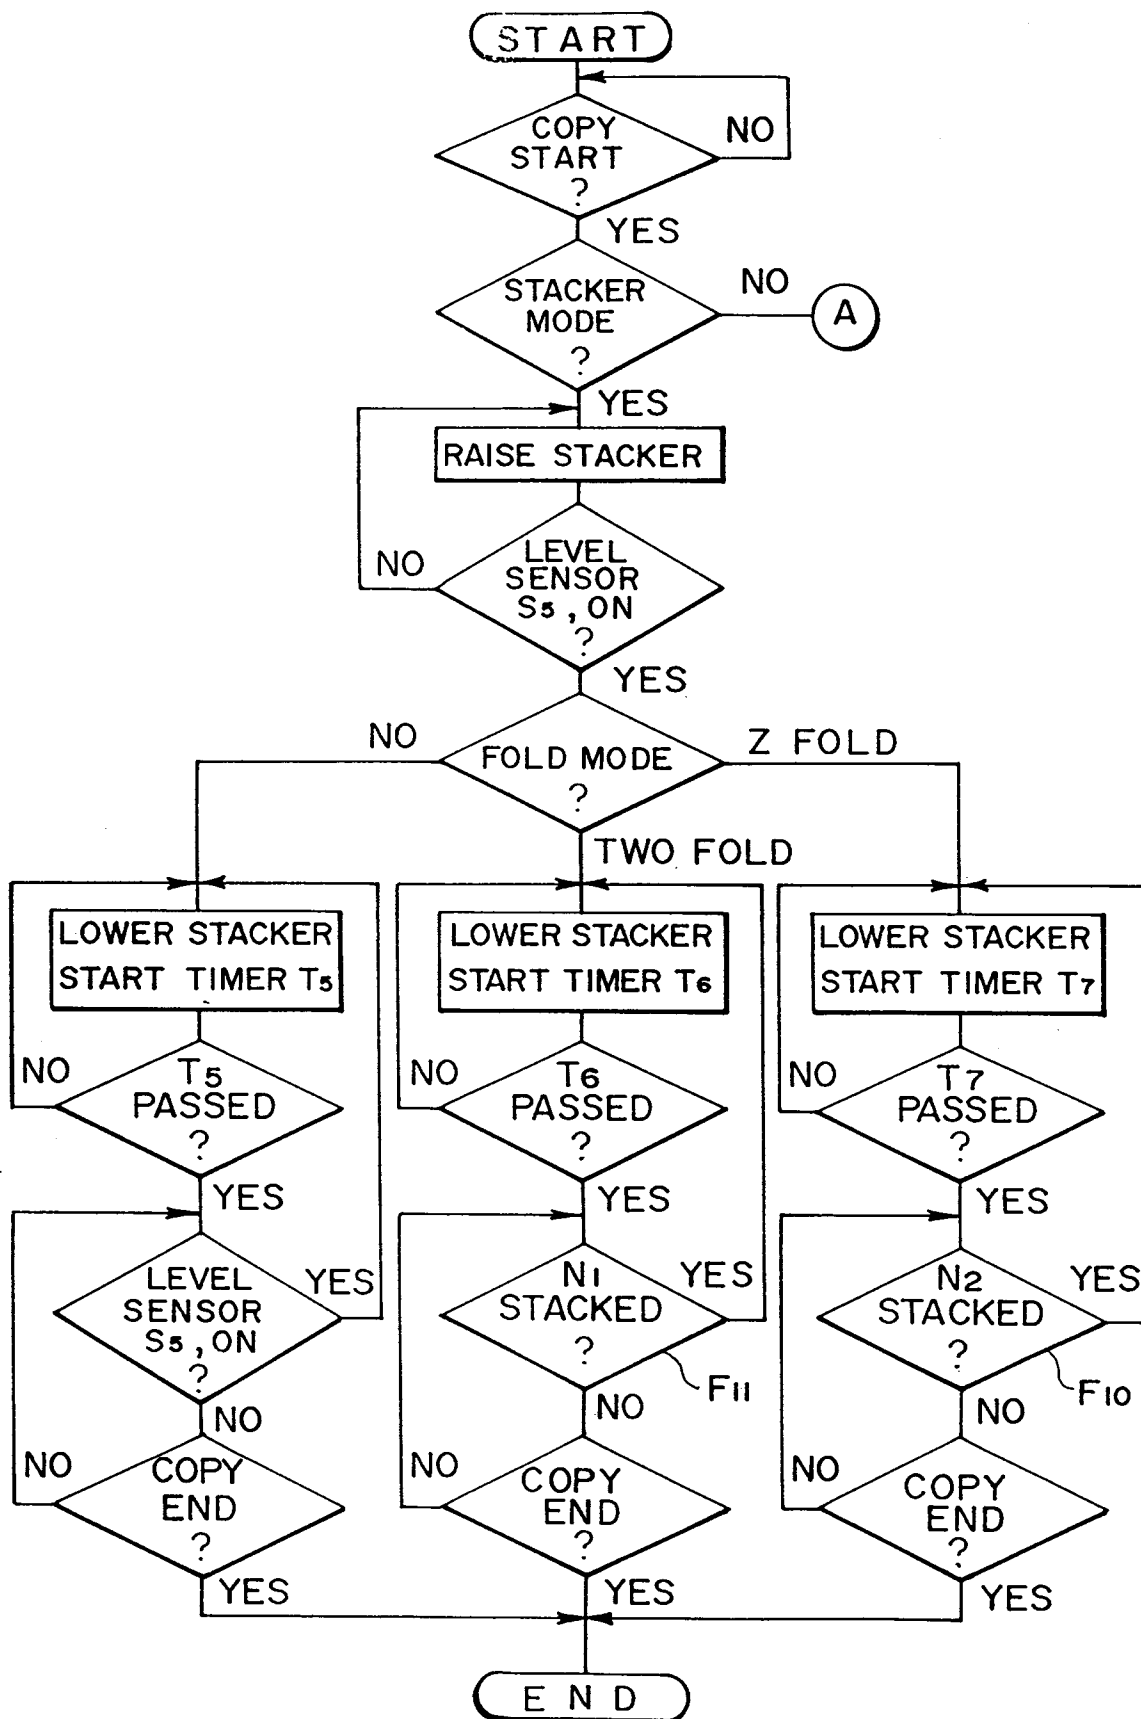 START
COPY
START
?
NO
YES
STACKER
MODE
?
NO
A
YES
RAISE STACKER
LEVEL
SENSOR
S5, ON
?
NO
YES
FOLD MODE
?
NO
Z FOLD
TWO FOLD
LOWER STACKER
START TIMER T5
T5
PASSED
?
NO
YES
LEVEL
SENSOR
S5, ON
?
YES
NO
COPY
END
?
NO
YES
LOWER STACKER
START TIMER T6
T6
PASSED
?
NO
YES
N1
STACKED
?
YES
F11
NO
COPY
END
?
NO
YES
LOWER STACKER
START TIMER T7
T7
PASSED
?
NO
YES
N2
STACKED
?
YES
F10
NO
COPY
END
?
NO
YES
END